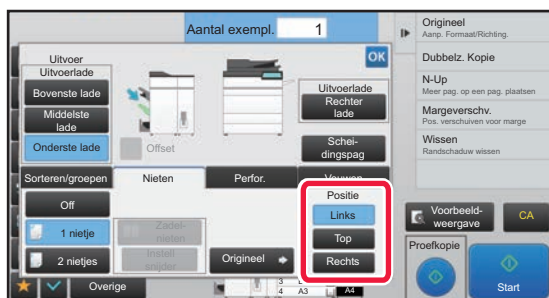 Aantal exempl. 1
Uitvoer
OK
Uitvoerlade
Bovenste lade
Middelste
lade
Onderste lade
Offset
Uitvoerlade
Rechter
lade
Schei-
dingspag
Sorteren/groepen
Nieten
Perfor.
Vouwen
Off
1 nietje
2 nietjes
Zadel-
nieten
Instell
snijder
Origineel
Positie
Links
Top
Rechts
Overige
3
4 A3
A4
Origineel
Aanp. Formaat/Richting.
Dubbelz. Kopie
N-Up
Meer pag. op een pag. plaatsen
Margeverschv.
Pos. verschuiven voor marge
Wissen
Randschaduw wissen
Voorbeeld-
weergave
CA
Proefkopie
Start